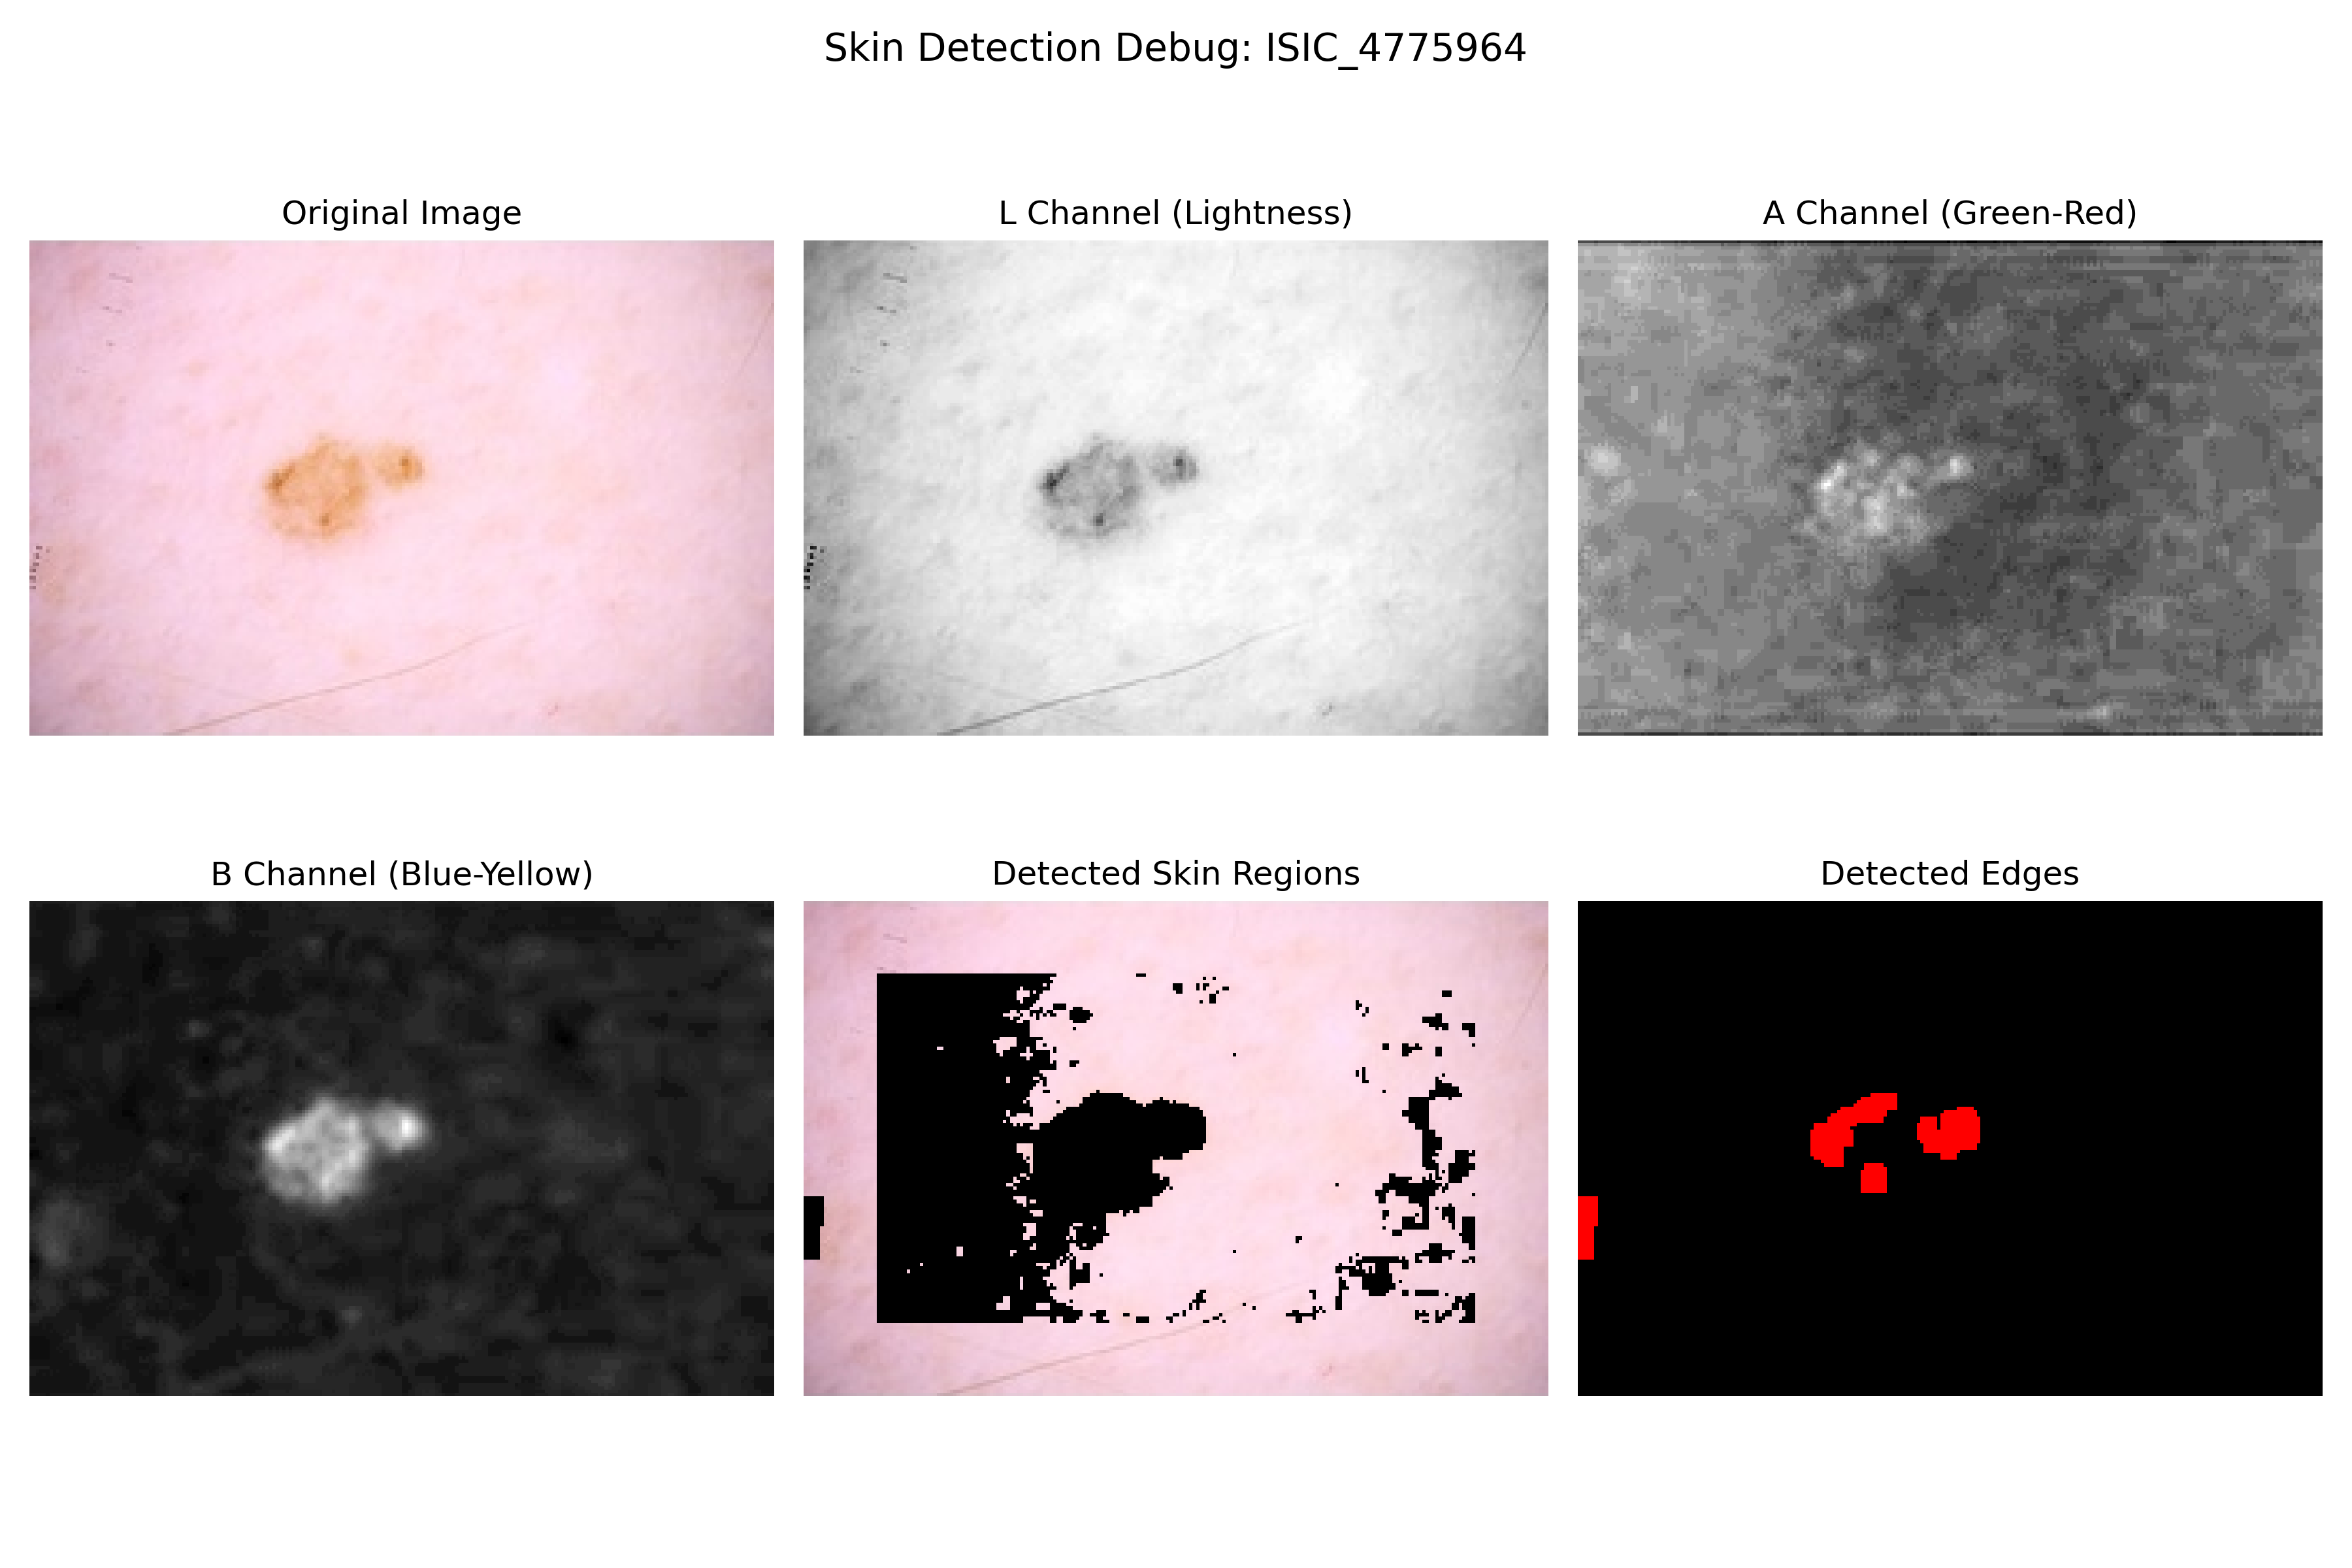 Skin Detection Debug: ISIC_4775964
Original Image
L Channel (Lightness)
A Channel (Green-Red)
B Channel (Blue-Yellow)
Detected Skin Regions
Detected Edges